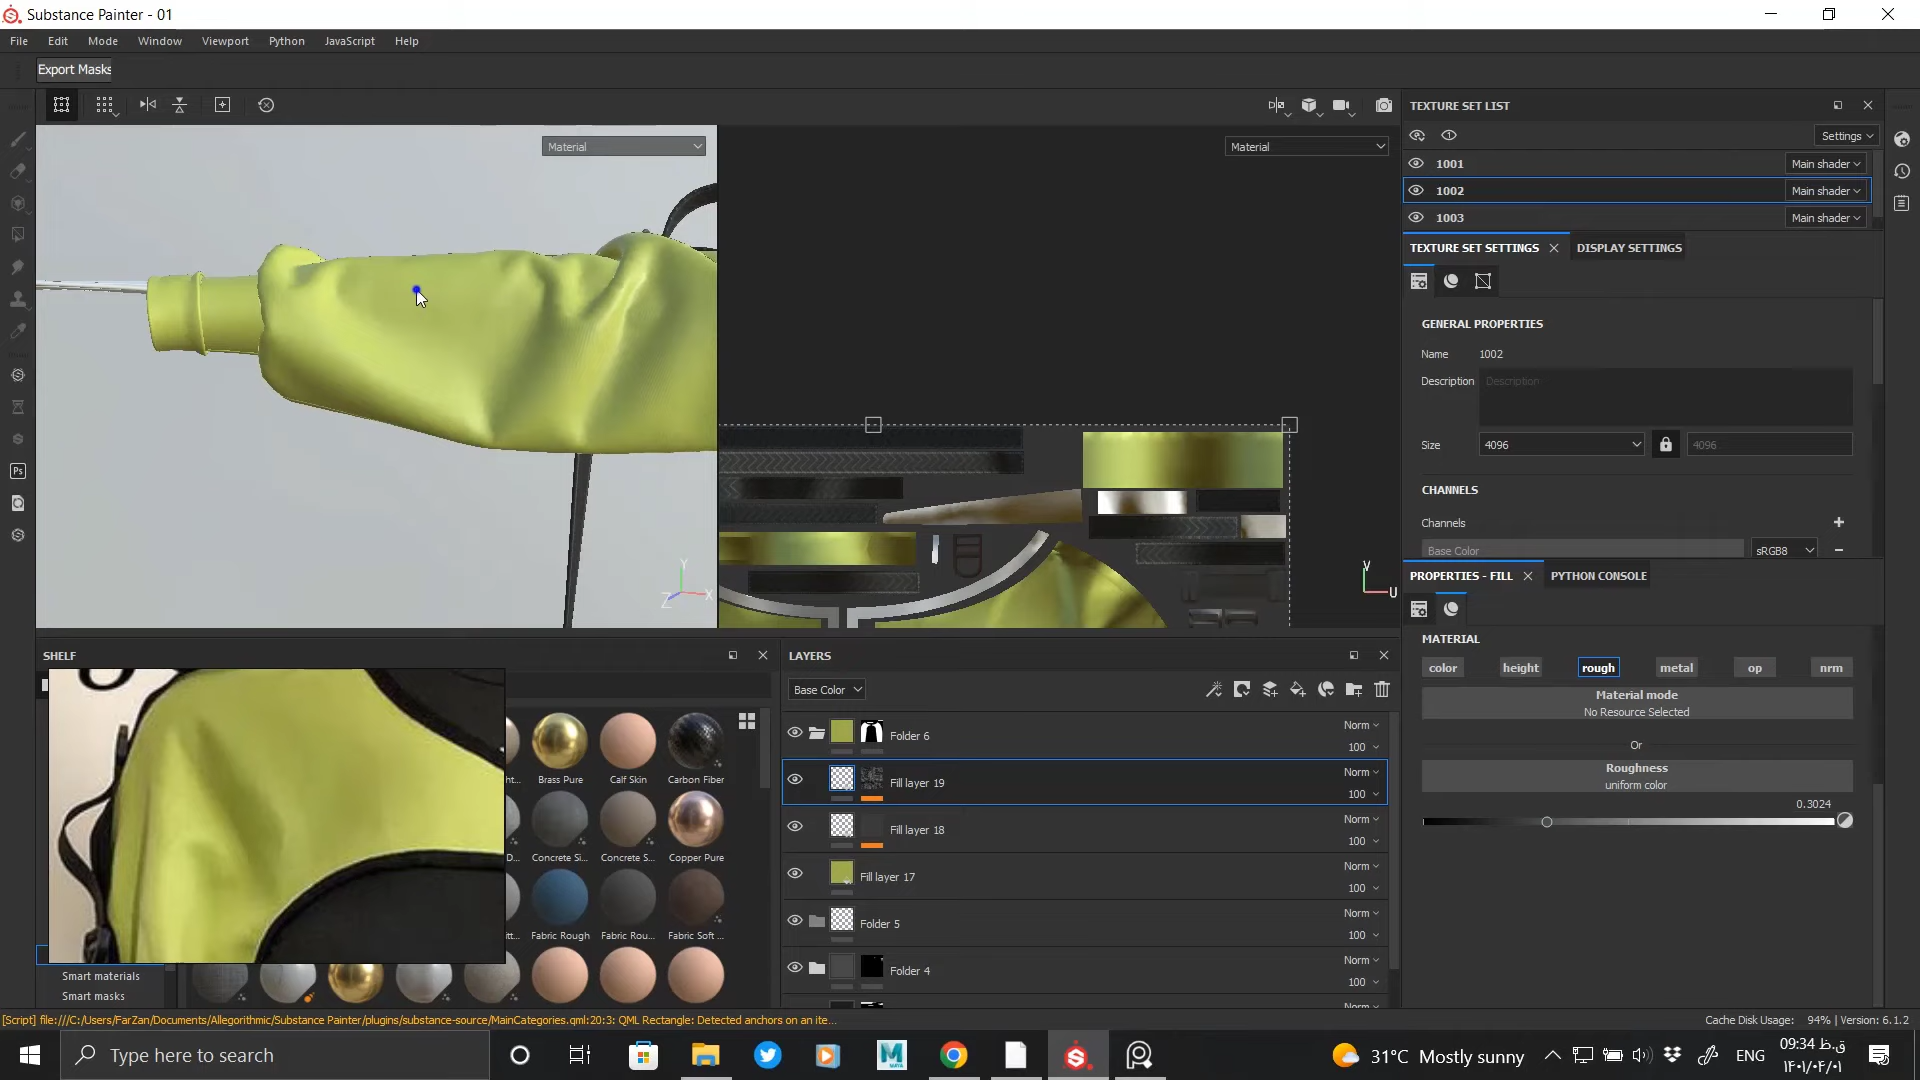 Substance Painter - 01
File Edit Mode Window Viewport Python JavaScript Help
Export Masks
Material
Material
Y
X
Z
V
U
TEXTURE SET LIST
Settings
1001 Main shader
1002 Main shader
1003 Main shader
TEXTURE SET SETTINGS DISPLAY SETTINGS
GENERAL PROPERTIES
Name 1002
Description Description
Size 4096 4096
CHANNELS
Channels
Base Color sRGB8
PROPERTIES - FILL PYTHON CONSOLE
MATERIAL
color height rough metal op nrm
Material mode
No Resource Selected
Or
Roughness
uniform color
0.3024
SHELF
Brass Pure Calf Skin Carbon Fiber
Concrete Si... Concrete S... Copper Pure
Fabric Rough Fabric Rou... Fabric Soft ...
Smart materials
Smart masks
LAYERS
Base Color
Folder 6 Norm 100
Fill layer 19 Norm 100
Fill layer 18 Norm 100
Fill layer 17 Norm 100
Folder 5 Norm 100
Folder 4 Norm 100
[Script] file:///C:/Users/FarZan/Documents/Allegorithmic/Substance Painter/plugins/substance-source/MainCategories.qml:20:3: QML Rectangle: Detected anchors on an ite...
Cache Disk Usage: 94% | Version: 6.1.2
Ps
Type here to search
31°C Mostly sunny
ENG
09:34 ق.ظ
۱۴۰۱/۰۴/۰۱